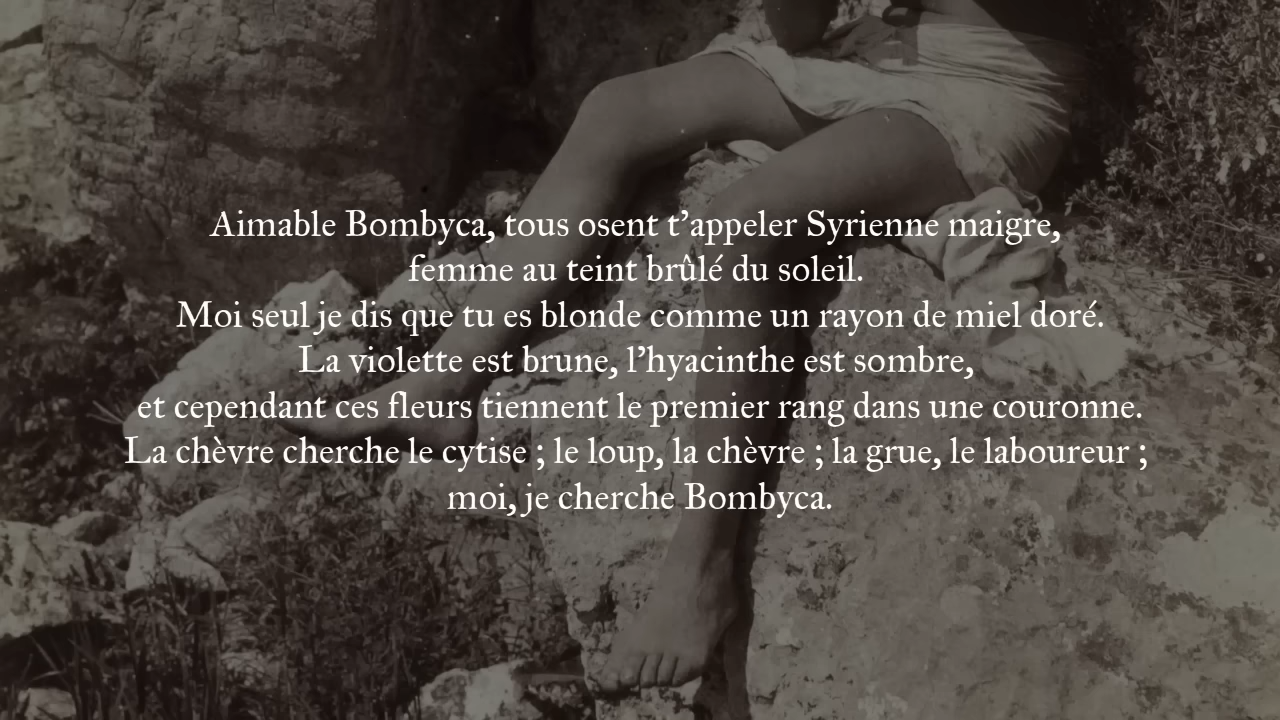 Aimable Bombyca, tous osent t’appeler Syrienne maigre,
femme au teint brûlé du soleil.
Moi seul je dis que tu es blonde comme un rayon de miel doré.
La violette est brune, l’hyacinthe est sombre,
et cependant ces fleurs tiennent le premier rang dans une couronne.
La chèvre cherche le cytise ; le loup, la chèvre ; la grue, le laboureur ;
moi, je cherche Bombyca.